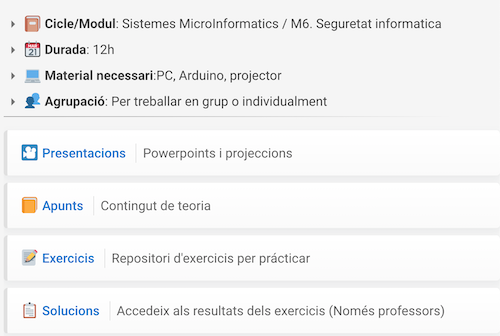 Cicle/Modul: Sistemes MicroInformatics / M6. Seguretat informatica
Durada: 12h
Material necessari:PC, Arduino, projector
Agrupació: Per treballar en grup o individualment
Presentacions Powerpoints i projeccions
Apunts Contingut de teoria
Exercicis Repositori d'exercicis per prácticar
Solucions Accedeix als resultats dels exercicis (Només professors)